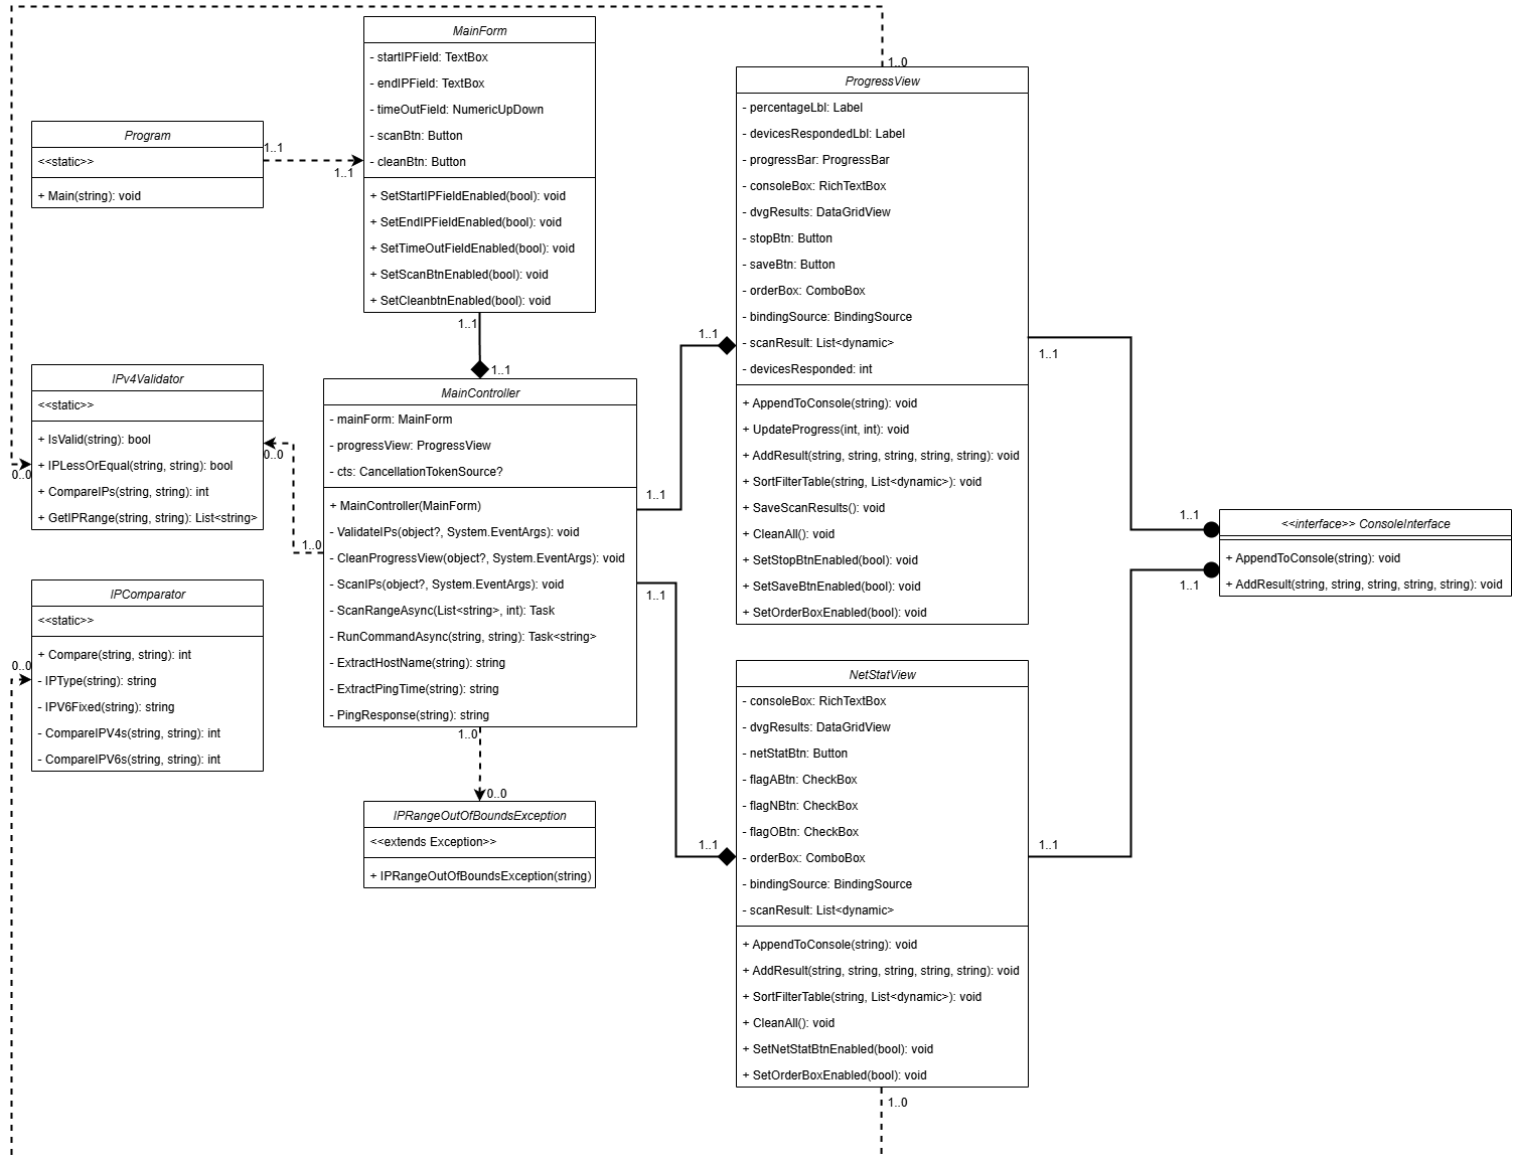 1..0
MainForm
- startIPField: TextBox
- endIPField: TextBox
- timeOutField: NumericUpDown
- scanBtn: Button
- cleanBtn: Button
+ SetStartIPFieldEnabled(bool): void
+ SetEndIPFieldEnabled(bool): void
+ SetTimeOutFieldEnabled(bool): void
+ SetScanBtnEnabled(bool): void
+ SetCleanbtnEnabled(bool): void
Program
<<static>>
+ Main(string): void
1..1
1..1
ProgressView
- percentageLbl: Label
- devicesRespondedLbl: Label
- progressBar: ProgressBar
- consoleBox: RichTextBox
- dvgResults: DataGridView
- stopBtn: Button
- saveBtn: Button
- orderBox: ComboBox
- bindingSource: BindingSource
- scanResult: List<dynamic>
- devicesResponded: int
+ AppendToConsole(string): void
+ UpdateProgress(int, int): void
+ AddResult(string, string, string, string, string): void
+ SortFilterTable(string, List<dynamic>): void
+ SaveScanResults(): void
+ CleanAll(): void
+ SetStopBtnEnabled(bool): void
+ SetSaveBtnEnabled(bool): void
+ SetOrderBoxEnabled(bool): void
1..1
1..1
1..1
1..1
IPv4Validator
<<static>>
+ IsValid(string): bool
+ IPLessOrEqual(string, string): bool
+ CompareIPs(string, string): int
+ GetIPRange(string, string): List<string>
0..0
0..0
1..0
MainController
- mainForm: MainForm
- progressView: ProgressView
- cts: CancellationTokenSource?
+ MainController(MainForm)
- ValidateIPs(object?, System.EventArgs): void
- CleanProgressView(object?, System.EventArgs): void
- ScanIPs(object?, System.EventArgs): void
- ScanRangeAsync(List<string>, int): Task
- RunCommandAsync(string, string): Task<string>
- ExtractHostName(string): string
- ExtractPingTime(string): string
- PingResponse(string): string
1..1
1..1
1..1
1..1
<<interface>> ConsoleInterface
+ AppendToConsole(string): void
+ AddResult(string, string, string, string, string): void
IPComparator
<<static>>
+ Compare(string, string): int
- IPType(string): string
- IPV6Fixed(string): string
- CompareIPV4s(string, string): int
- CompareIPV6s(string, string): int
0..0
1..0
0..0
IPRangeOutOfBoundsException
<<extends Exception>>
+ IPRangeOutOfBoundsException(string)
NetStatView
- consoleBox: RichTextBox
- dvgResults: DataGridView
- netStatBtn: Button
- flagABtn: CheckBox
- flagNBtn: CheckBox
- flagOBtn: CheckBox
- orderBox: ComboBox
- bindingSource: BindingSource
- scanResult: List<dynamic>
+ AppendToConsole(string): void
+ AddResult(string, string, string, string, string): void
+ SortFilterTable(string, List<dynamic>): void
+ CleanAll(): void
+ SetNetStatBtnEnabled(bool): void
+ SetOrderBoxEnabled(bool): void
1..1
1..1
1..0